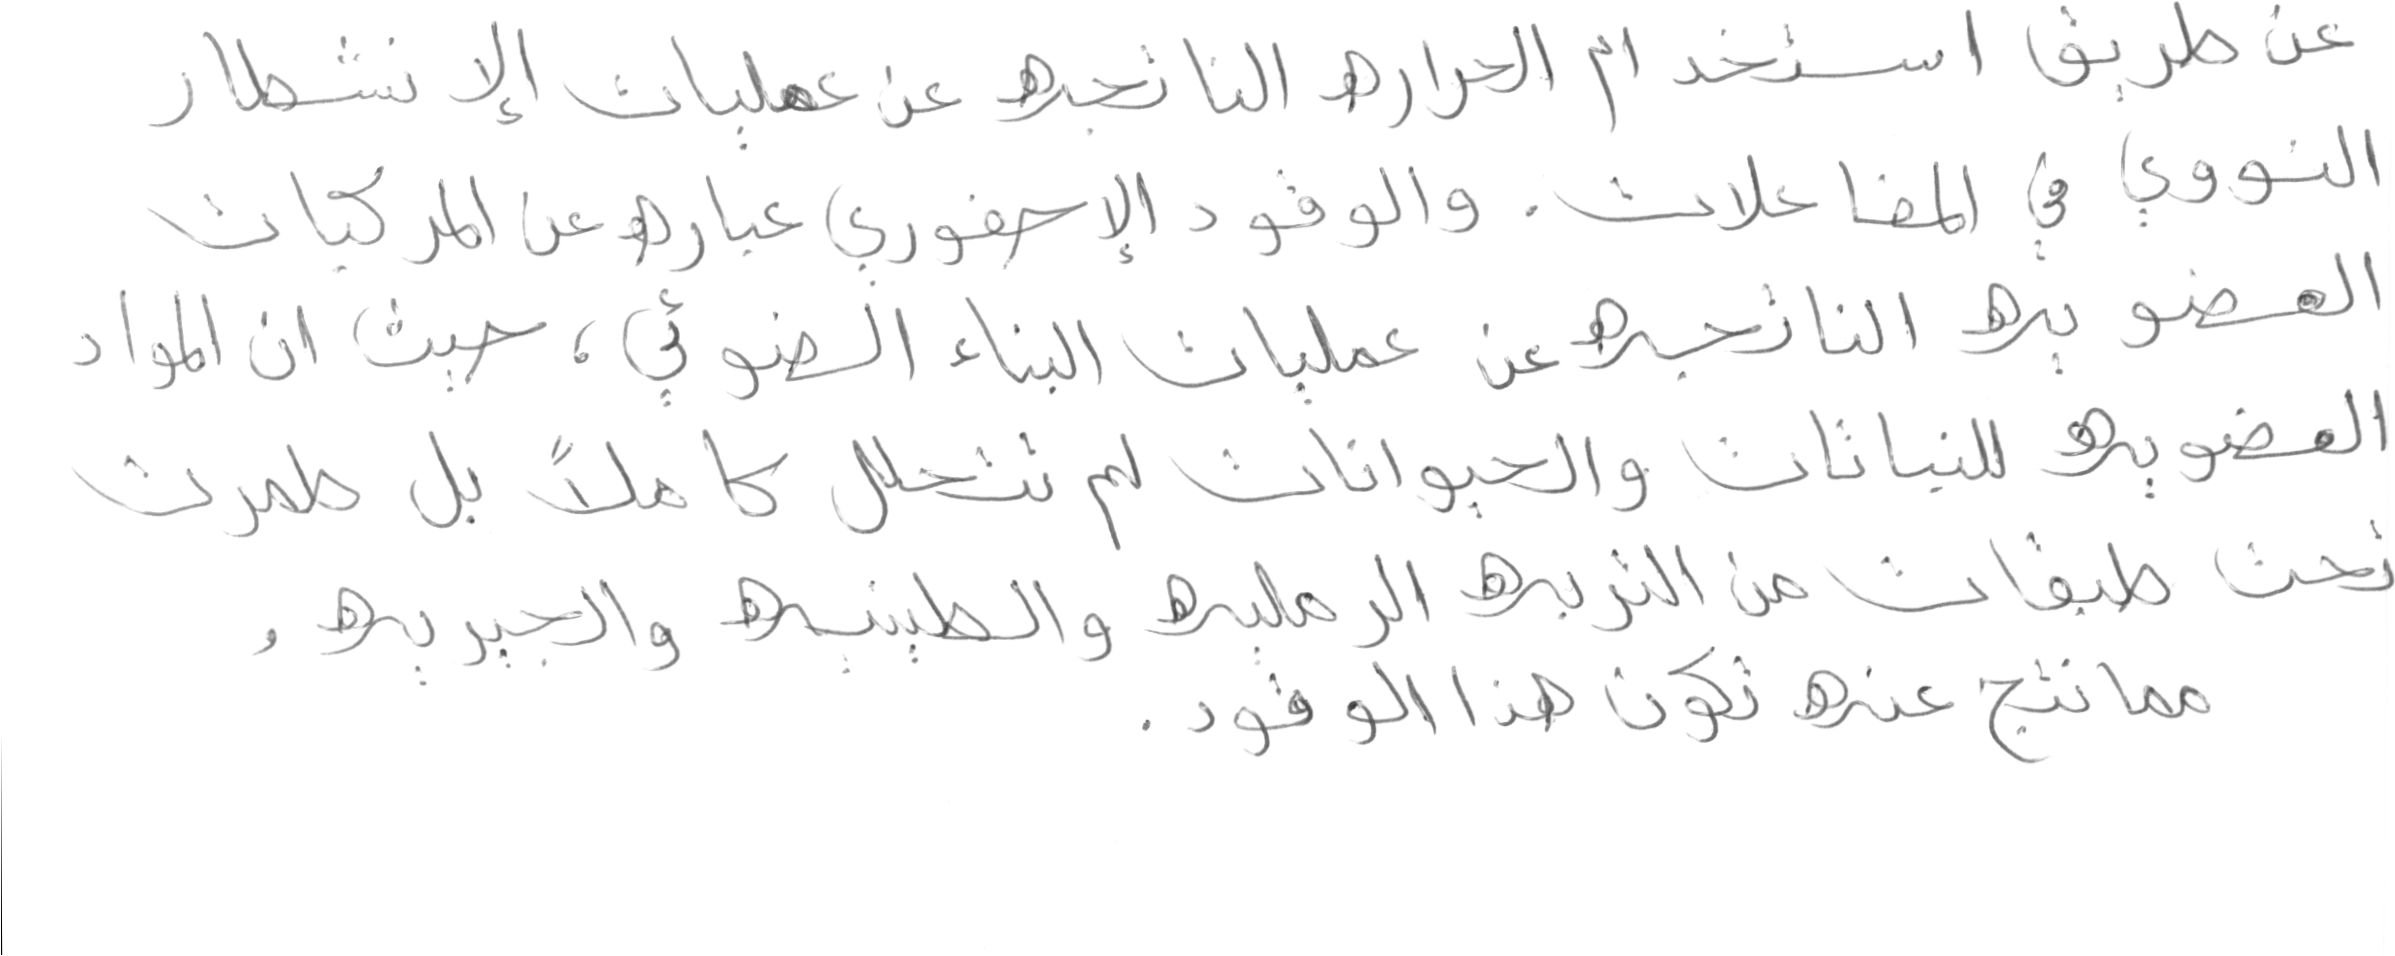 عن طريق استخدام الحراره الناتجه عن عمليات الإنشطار
النووي في المفاعلات. والوقود الإحفوري عباره عن المركبات
العضويه الناتجه عن عمليات البناء الضوئي، حيث ان المواد
العضويه للنباتات والحيوانات لم تتحلل كاملاً بل طمرت
تحت طبقات من التربه الرمليه والطينيه والجيريه,
مما نتج عنه تكون هذا الوقود.